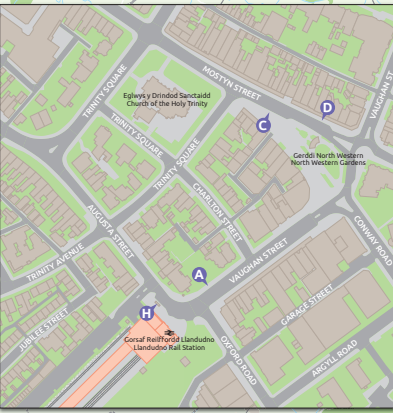 MOSTYN STREET
VAUGHAN ST
TRINITY SQUARE
Eglwys y Drindod Sanctaidd
Church of the Holy Trinity
D
C
TRINITY SQUARE
TRINITY SQUARE
Gerddi North Western
North Western Gardens
CHARLTON STREET
AUGUSTA STREET
CONWAY ROAD
VAUGHAN STREET
TRINITY AVENUE
A
GARAGE STREET
H
JUBILEE STREET
Gorsaf Reilffordd Llandudno
Llandudno Rail Station
OXFORD ROAD
ARGYLL ROAD